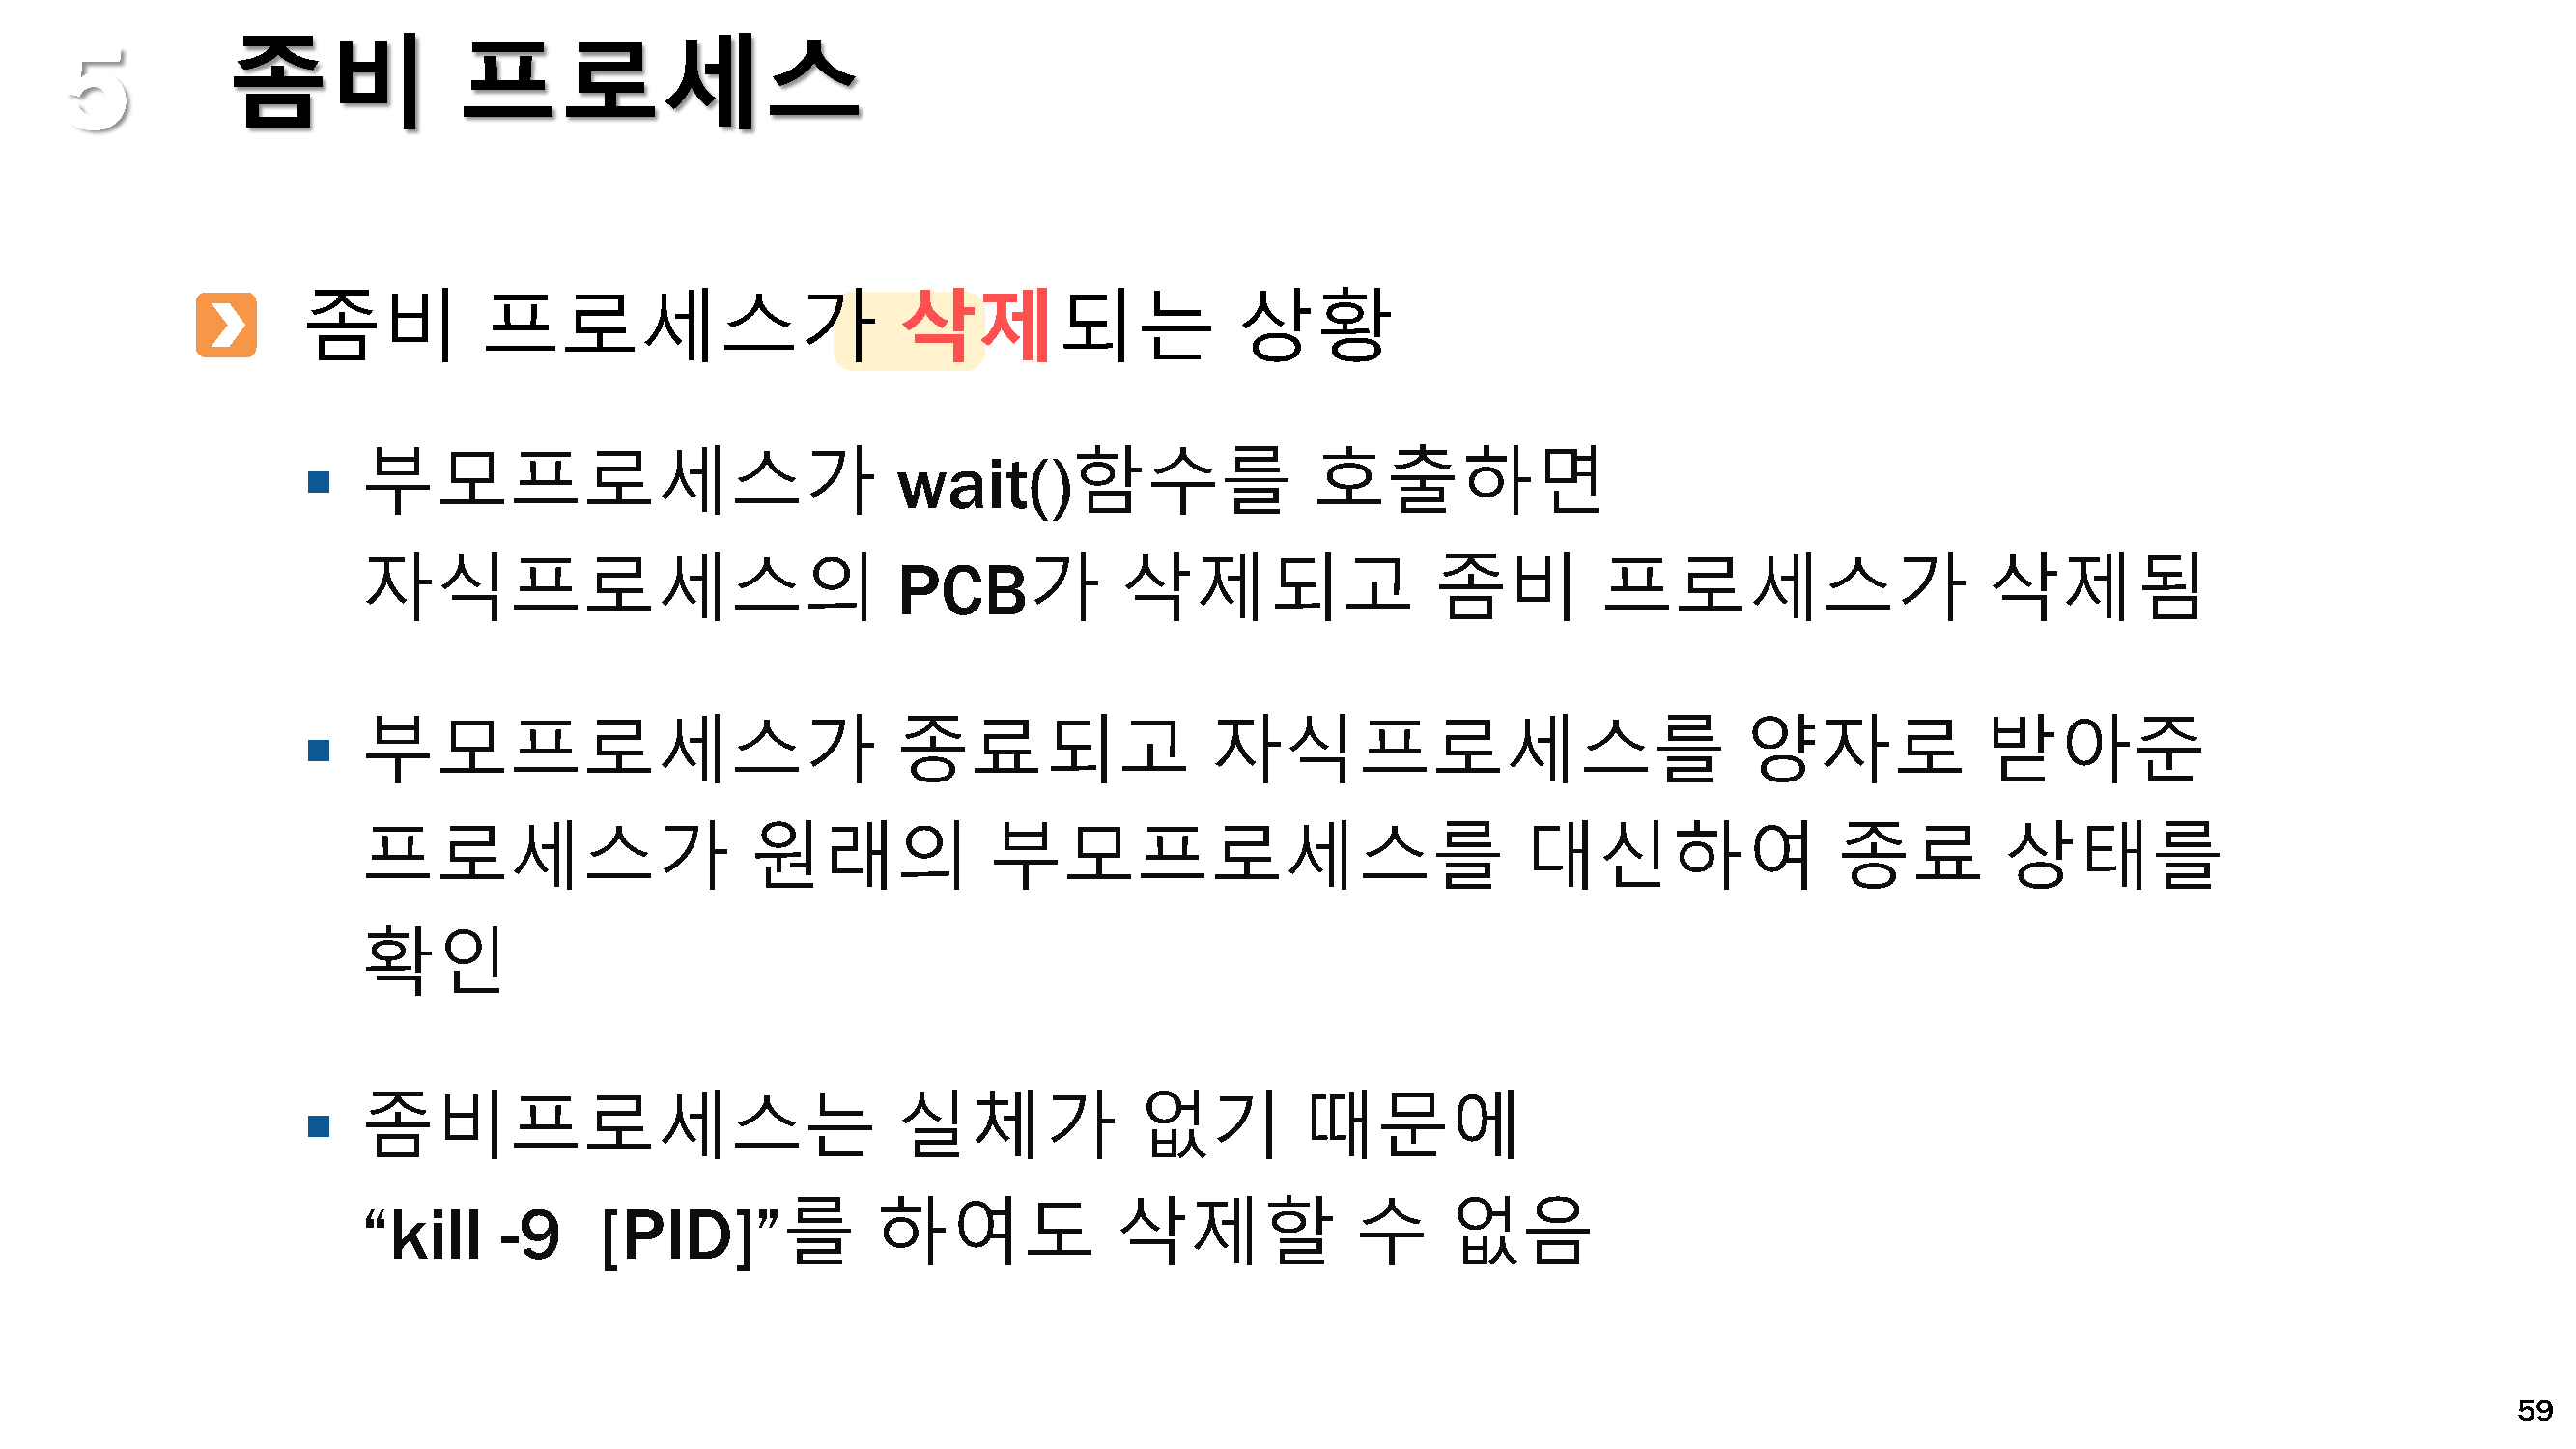 5 좀비 프로세스
좀비 프로세스가 삭제되는 상황
부모프로세스가 wait()함수를 호출하면
자식프로세스의 PCB가 삭제되고 좀비 프로세스가 삭제됨
부모프로세스가 종료되고 자식프로세스를 양자로 받아준
프로세스가 원래의 부모프로세스를 대신하여 종료 상태를
확인
좀비프로세스는 실체가 없기 때문에
“kill -9 [PID]”를 하여도 삭제할 수 없음
59